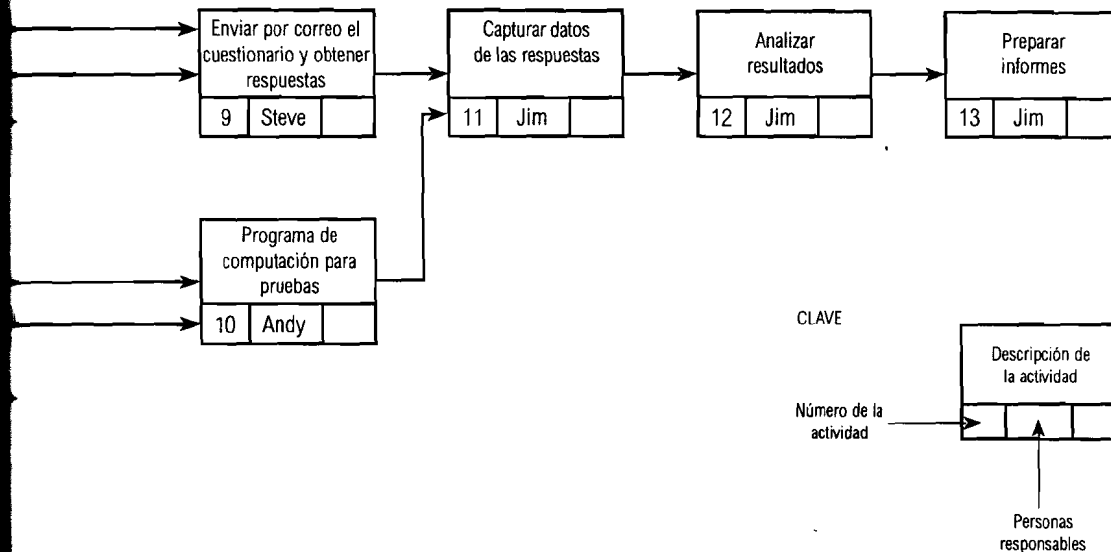 Enviar por correo el
cuestionario y obtener
respuestas
9 Steve
Capturar datos
de las respuestas
11 Jim
Analizar
resultados
12 Jim
Preparar
informes
13 Jim
Programa de
computación para
pruebas
10 Andy
CLAVE
Descripción de
la actividad
Número de la
actividad
Personas
responsables